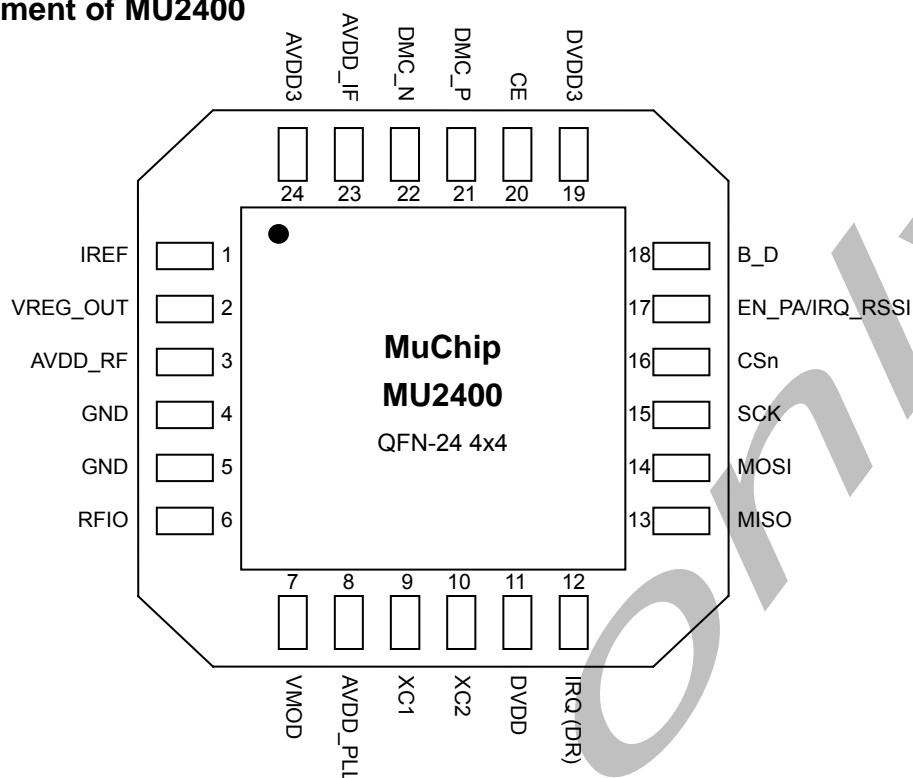 ment of MU2400
AVDD3
AVDD_IF
DMC_N
DMC_P
CE
DVDD3
24 23 22 21 20 19
IREF 1
VREG_OUT 2
AVDD_RF 3
GND 4
GND 5
RFIO 6
MuChip
MU2400
QFN-24 4x4
18 B_D
17 EN_PA/IRQ_RSSI
16 CSn
15 SCK
14 MOSI
13 MISO
7 8 9 10 11 12
VMOD
AVDD_PLL
XC1
XC2
DVDD
IRQ (DR)